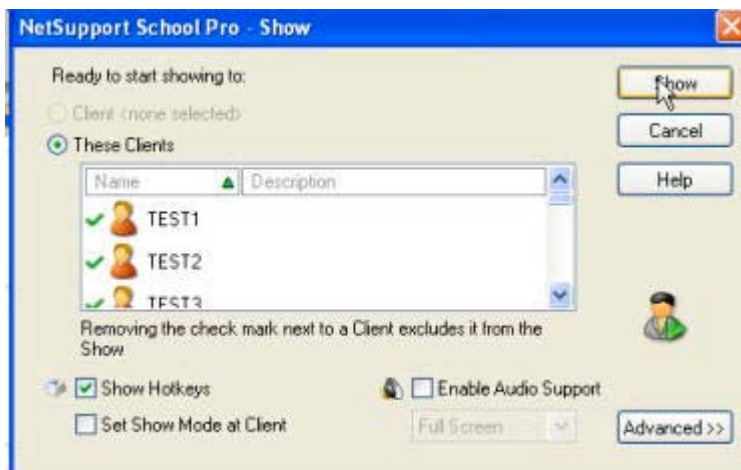 NetSupport School Pro - Show
Ready to start showing to:
Show
Client <none selected>
Cancel
These Clients
Name Description
Help
TEST1
TEST2
TEST3
Removing the check mark next to a Client excludes it from the
Show
Show Hotkeys Enable Audio Support
Set Show Mode at Client Full Screen Advanced >>